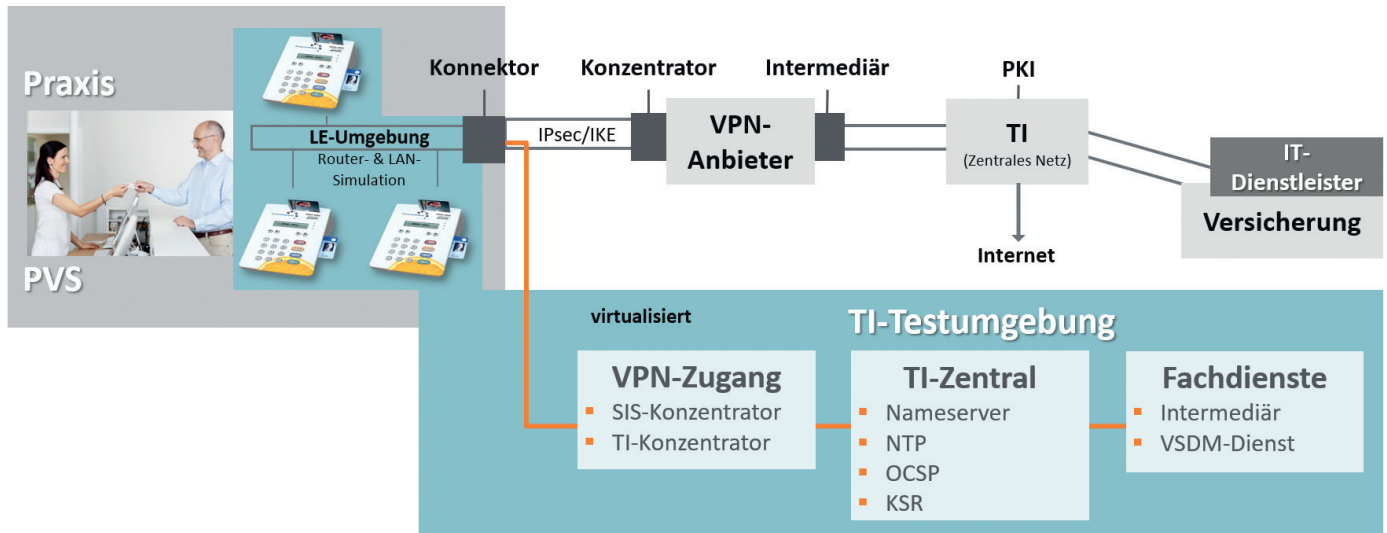 Praxis
PVS
LE-Umgebung
Router- & LAN-
Simulation
Konnektor
IPsec/IKE
Konzentrator
VPN-
Anbieter
Intermediär
PKI
TI
(Zentrales Netz)
Internet
IT-
Dienstleister
Versicherung
virtualisiert
TI-Testumgebung
VPN-Zugang
SIS-Konzentrator
TI-Konzentrator
TI-Zentral
Nameserver
NTP
OCSP
KSR
Fachdienste
Intermediär
VSDM-Dienst